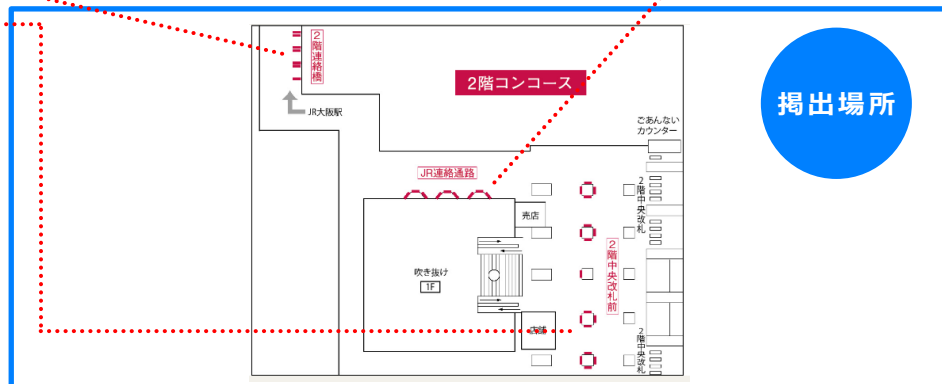 掲出場所
2階連絡橋
2階コンコース
JR大阪駅
ごあんない
カウンター
JR連絡通路
2階中央改札
売店
2階中央改札前
吹き抜け
1F
店舗
2階中央改札